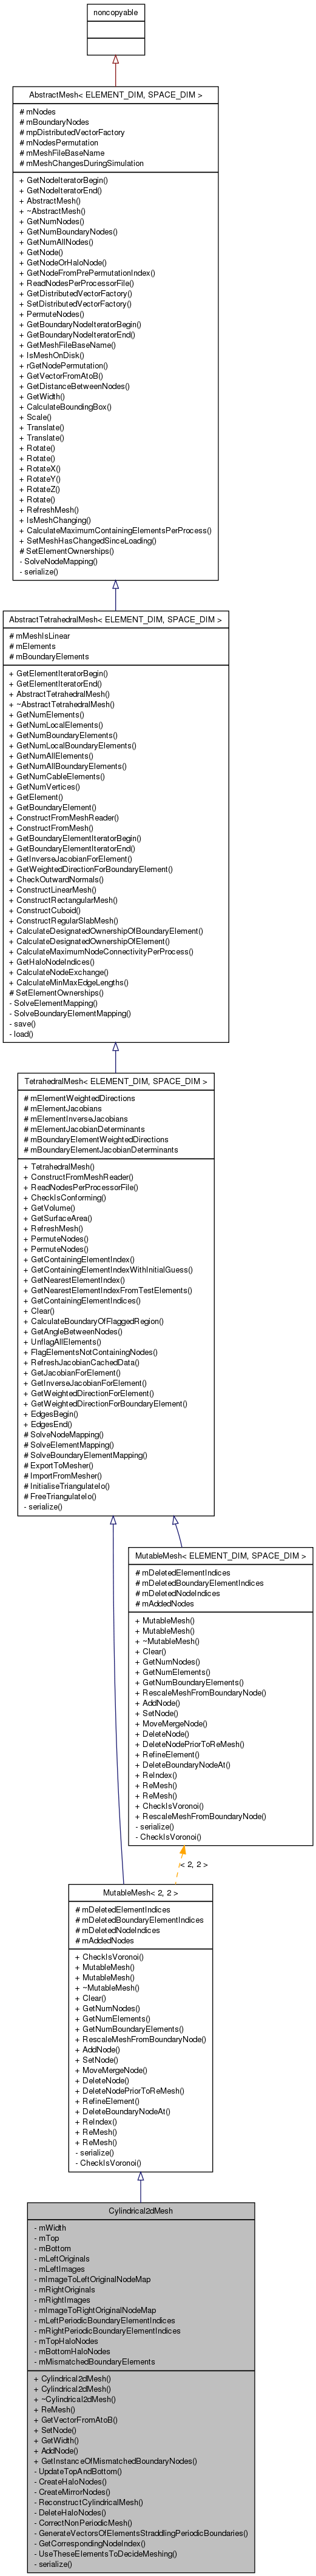 noncopyable
AbstractMesh< ELEMENT_DIM, SPACE_DIM >
# mNodes
# mBoundaryNodes
# mpDistributedVectorFactory
# mNodesPermutation
# mMeshFileBaseName
# mMeshChangesDuringSimulation
+ GetNodeIteratorBegin()
+ GetNodeIteratorEnd()
+ AbstractMesh()
+ ~AbstractMesh()
+ GetNumNodes()
+ GetNumBoundaryNodes()
+ GetNumAllNodes()
+ GetNode()
+ GetNodeOrHaloNode()
+ GetNodeFromPrePermutationIndex()
+ ReadNodesPerProcessorFile()
+ GetDistributedVectorFactory()
+ SetDistributedVectorFactory()
+ PermuteNodes()
+ GetBoundaryNodeIteratorBegin()
+ GetBoundaryNodeIteratorEnd()
+ GetMeshFileBaseName()
+ IsMeshOnDisk()
+ rGetNodePermutation()
+ GetVectorFromAtoB()
+ GetDistanceBetweenNodes()
+ GetWidth()
+ CalculateBoundingBox()
+ Scale()
+ Translate()
+ Translate()
+ Rotate()
+ Rotate()
+ RotateX()
+ RotateY()
+ RotateZ()
+ Rotate()
+ RefreshMesh()
+ IsMeshChanging()
+ CalculateMaximumContainingElementsPerProcess()
+ SetMeshHasChangedSinceLoading()
# SetElementOwnerships()
- SolveNodeMapping()
- serialize()
AbstractTetrahedralMesh< ELEMENT_DIM, SPACE_DIM >
# mMeshIsLinear
# mElements
# mBoundaryElements
+ GetElementIteratorBegin()
+ GetElementIteratorEnd()
+ AbstractTetrahedralMesh()
+ ~AbstractTetrahedralMesh()
+ GetNumElements()
+ GetNumLocalElements()
+ GetNumBoundaryElements()
+ GetNumLocalBoundaryElements()
+ GetNumAllElements()
+ GetNumAllBoundaryElements()
+ GetNumCableElements()
+ GetNumVertices()
+ GetElement()
+ GetBoundaryElement()
+ ConstructFromMeshReader()
+ ConstructFromMesh()
+ GetBoundaryElementIteratorBegin()
+ GetBoundaryElementIteratorEnd()
+ GetInverseJacobianForElement()
+ GetWeightedDirectionForBoundaryElement()
+ CheckOutwardNormals()
+ ConstructLinearMesh()
+ ConstructRectangularMesh()
+ ConstructCuboid()
+ ConstructRegularSlabMesh()
+ CalculateDesignatedOwnershipOfBoundaryElement()
+ CalculateDesignatedOwnershipOfElement()
+ CalculateMaximumNodeConnectivityPerProcess()
+ GetHaloNodeIndices()
+ CalculateNodeExchange()
+ CalculateMinMaxEdgeLengths()
# SetElementOwnerships()
- SolveElementMapping()
- SolveBoundaryElementMapping()
- save()
- load()
TetrahedralMesh< ELEMENT_DIM, SPACE_DIM >
# mElementWeightedDirections
# mElementJacobians
# mElementInverseJacobians
# mElementJacobianDeterminants
# mBoundaryElementWeightedDirections
# mBoundaryElementJacobianDeterminants
+ TetrahedralMesh()
+ ConstructFromMeshReader()
+ ReadNodesPerProcessorFile()
+ CheckIsConforming()
+ GetVolume()
+ GetSurfaceArea()
+ RefreshMesh()
+ PermuteNodes()
+ PermuteNodes()
+ GetContainingElementIndex()
+ GetContainingElementIndexWithInitialGuess()
+ GetNearestElementIndex()
+ GetNearestElementIndexFromTestElements()
+ GetContainingElementIndices()
+ Clear()
+ CalculateBoundaryOfFlaggedRegion()
+ GetAngleBetweenNodes()
+ UnflagAllElements()
+ FlagElementsNotContainingNodes()
+ RefreshJacobianCachedData()
+ GetJacobianForElement()
+ GetInverseJacobianForElement()
+ GetWeightedDirectionForElement()
+ GetWeightedDirectionForBoundaryElement()
+ EdgesBegin()
+ EdgesEnd()
# SolveNodeMapping()
# SolveElementMapping()
# SolveBoundaryElementMapping()
# ExportToMesher()
# ImportFromMesher()
# InitialiseTriangulateIo()
# FreeTriangulateIo()
- serialize()
MutableMesh< ELEMENT_DIM, SPACE_DIM >
# mDeletedElementIndices
# mDeletedBoundaryElementIndices
# mDeletedNodeIndices
# mAddedNodes
+ MutableMesh()
+ MutableMesh()
+ ~MutableMesh()
+ Clear()
+ GetNumNodes()
+ GetNumElements()
+ GetNumBoundaryElements()
+ RescaleMeshFromBoundaryNode()
+ AddNode()
+ SetNode()
+ MoveMergeNode()
+ DeleteNode()
+ DeleteNodePriorToReMesh()
+ RefineElement()
+ DeleteBoundaryNodeAt()
+ ReIndex()
+ ReMesh()
+ ReMesh()
+ CheckIsVoronoi()
+ RescaleMeshFromBoundaryNode()
- serialize()
- CheckIsVoronoi()
< 2, 2 >
MutableMesh< 2, 2 >
# mDeletedElementIndices
# mDeletedBoundaryElementIndices
# mDeletedNodeIndices
# mAddedNodes
+ CheckIsVoronoi()
+ MutableMesh()
+ MutableMesh()
+ ~MutableMesh()
+ Clear()
+ GetNumNodes()
+ GetNumElements()
+ GetNumBoundaryElements()
+ RescaleMeshFromBoundaryNode()
+ AddNode()
+ SetNode()
+ MoveMergeNode()
+ DeleteNode()
+ DeleteNodePriorToReMesh()
+ RefineElement()
+ DeleteBoundaryNodeAt()
+ ReIndex()
+ ReMesh()
+ ReMesh()
- serialize()
- CheckIsVoronoi()
Cylindrical2dMesh
- mWidth
- mTop
- mBottom
- mLeftOriginals
- mLeftImages
- mImageToLeftOriginalNodeMap
- mRightOriginals
- mRightImages
- mImageToRightOriginalNodeMap
- mLeftPeriodicBoundaryElementIndices
- mRightPeriodicBoundaryElementIndices
- mTopHaloNodes
- mBottomHaloNodes
- mMismatchedBoundaryElements
+ Cylindrical2dMesh()
+ Cylindrical2dMesh()
+ ~Cylindrical2dMesh()
+ ReMesh()
+ GetVectorFromAtoB()
+ SetNode()
+ GetWidth()
+ AddNode()
+ GetInstanceOfMismatchedBoundaryNodes()
- UpdateTopAndBottom()
- CreateHaloNodes()
- CreateMirrorNodes()
- ReconstructCylindricalMesh()
- DeleteHaloNodes()
- CorrectNonPeriodicMesh()
- GenerateVectorsOfElementsStraddlingPeriodicBoundaries()
- GetCorrespondingNodeIndex()
- UseTheseElementsToDecideMeshing()
- serialize()